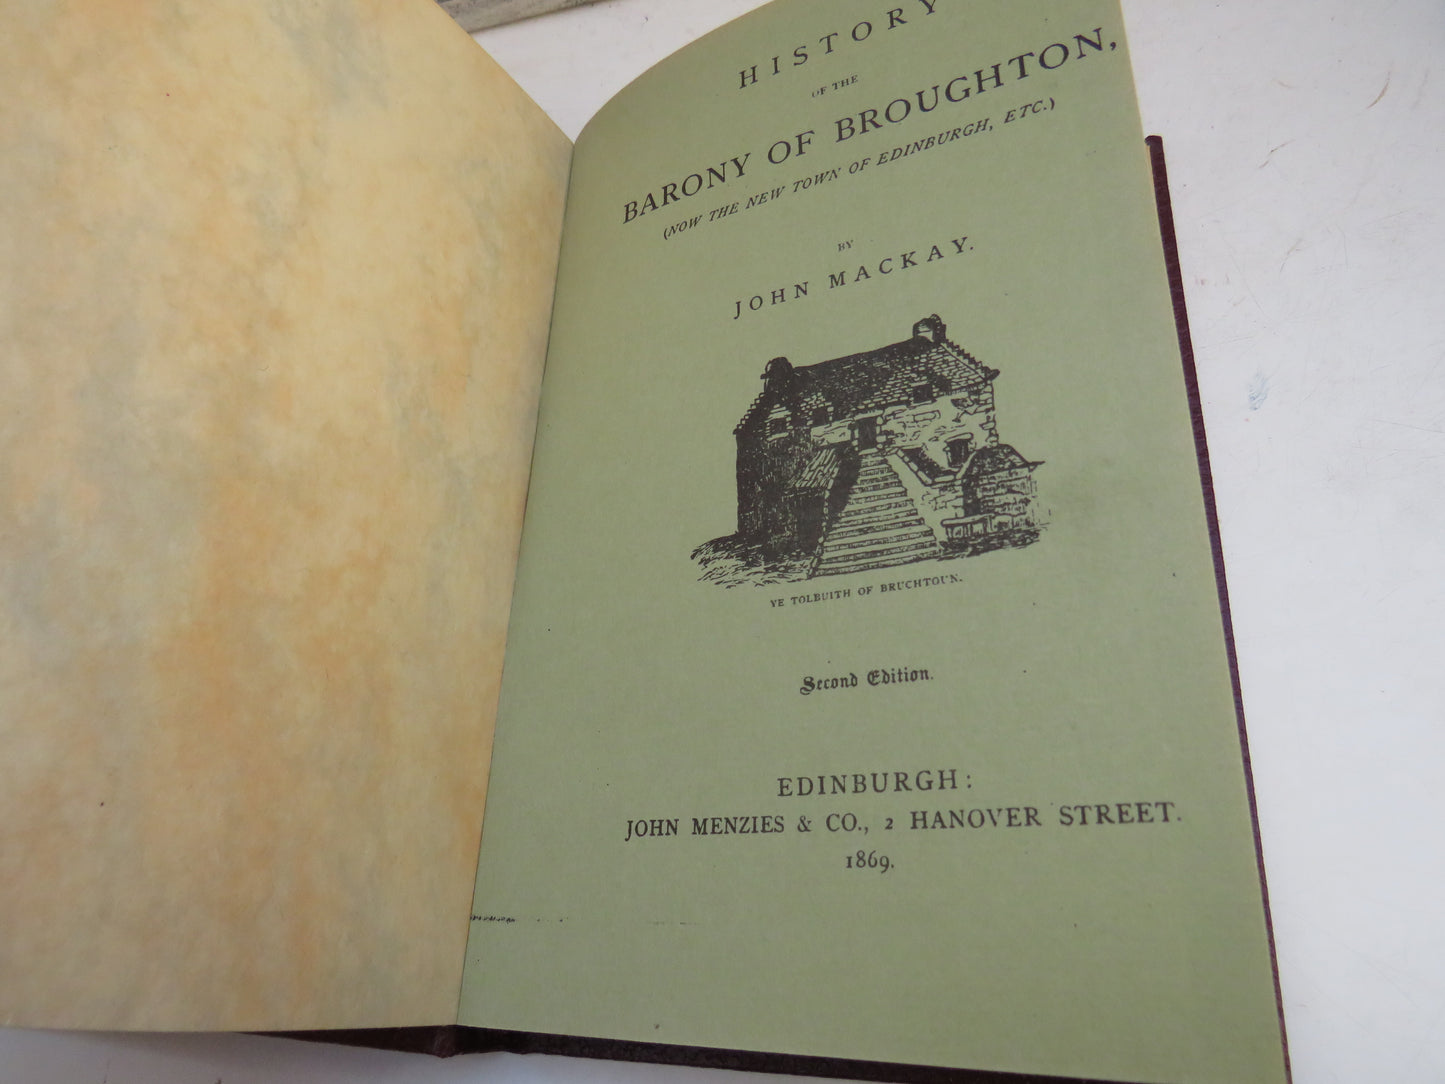 HISTORY
OF THE
BARONY OF BROUGHTON,
(NOW THE NEW TOWN OF EDINBURGH, ETC.)
BY
JOHN MACKAY.
YE TOLBUITH OF BRUCHTOUN.
Second Edition.
EDINBURGH:
JOHN MENZIES & CO., 2 HANOVER STREET.
1869.